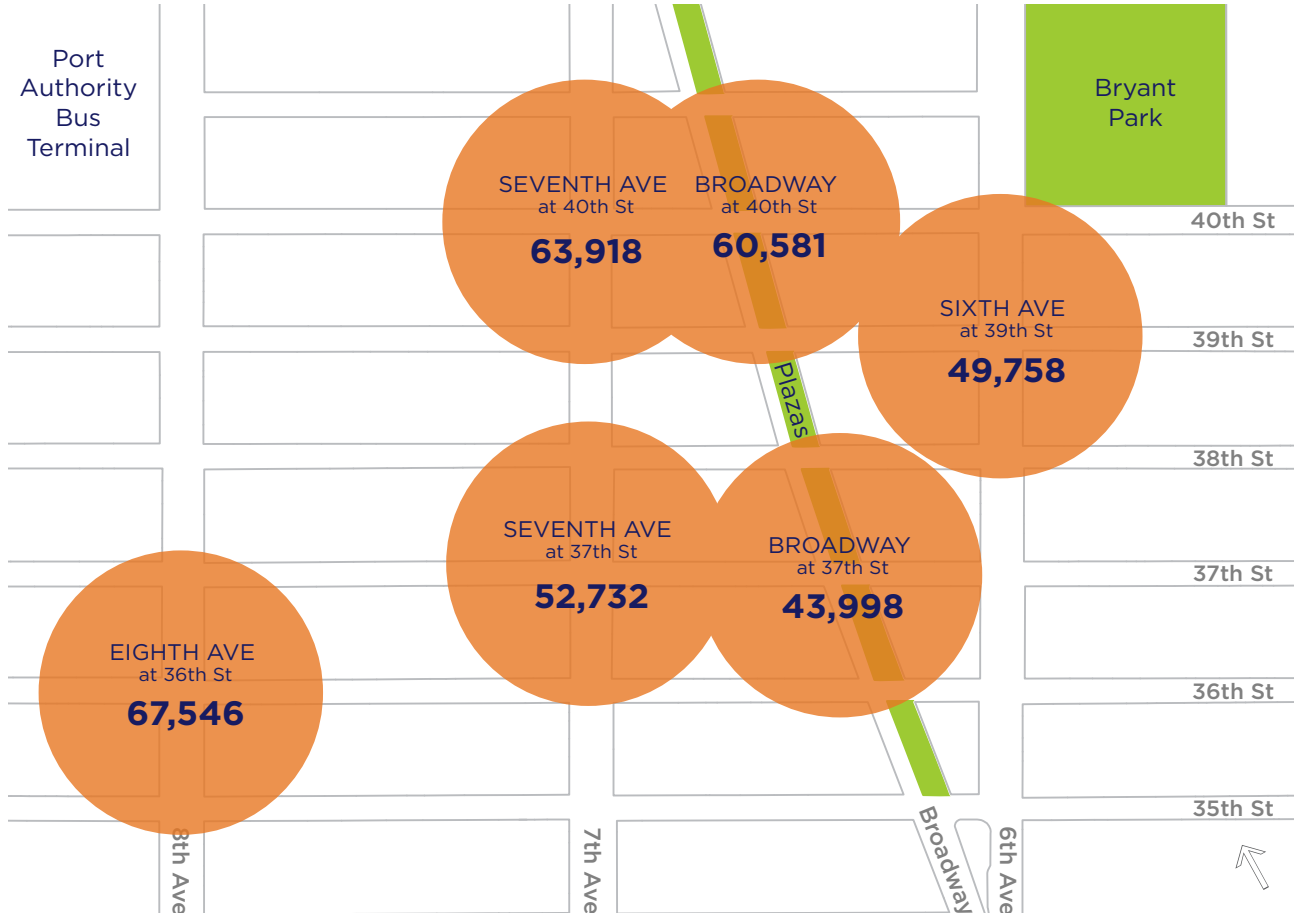 Port
Authority
Bus
Terminal
Bryant
Park
SEVENTH AVE
at 40th St
63,918
BROADWAY
at 40th St
60,581
40th St
SIXTH AVE
at 39th St
49,758
39th St
Plazas
38th St
SEVENTH AVE
at 37th St
52,732
BROADWAY
at 37th St
43,998
37th St
EIGHTH AVE
at 36th St
67,546
36th St
35th St
8th Ave
7th Ave
Broadway
6th Ave